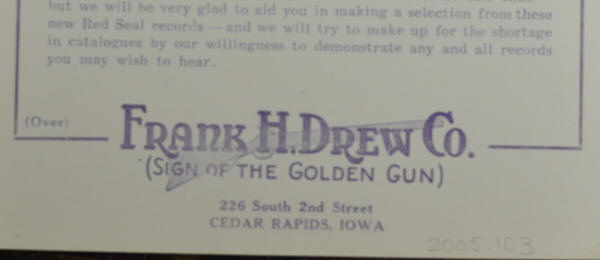 but we will be very glad to aid you in making a selection from these
new Red Seal records — and we will try to make up for the shortage
in catalogues by our willingness to demonstrate any and all records
you may wish to hear.
(Over)
FRANK H. DREW CO.
(SIGN OF THE GOLDEN GUN)
226 South 2nd Street
CEDAR RAPIDS, IOWA
2005.103